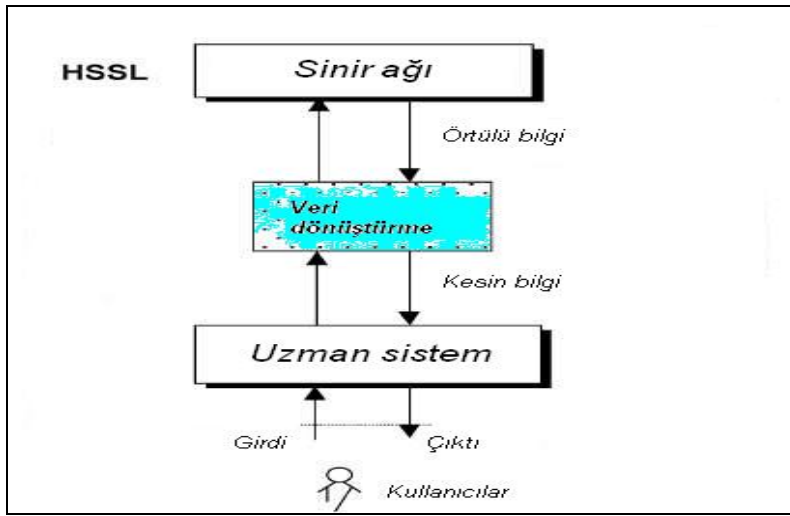 HSSL
Sinir ağı
Örtülü bilgi
Veri
dönüştürme
Kesin bilgi
Uzman sistem
Girdi
Çıktı
Kullanıcılar